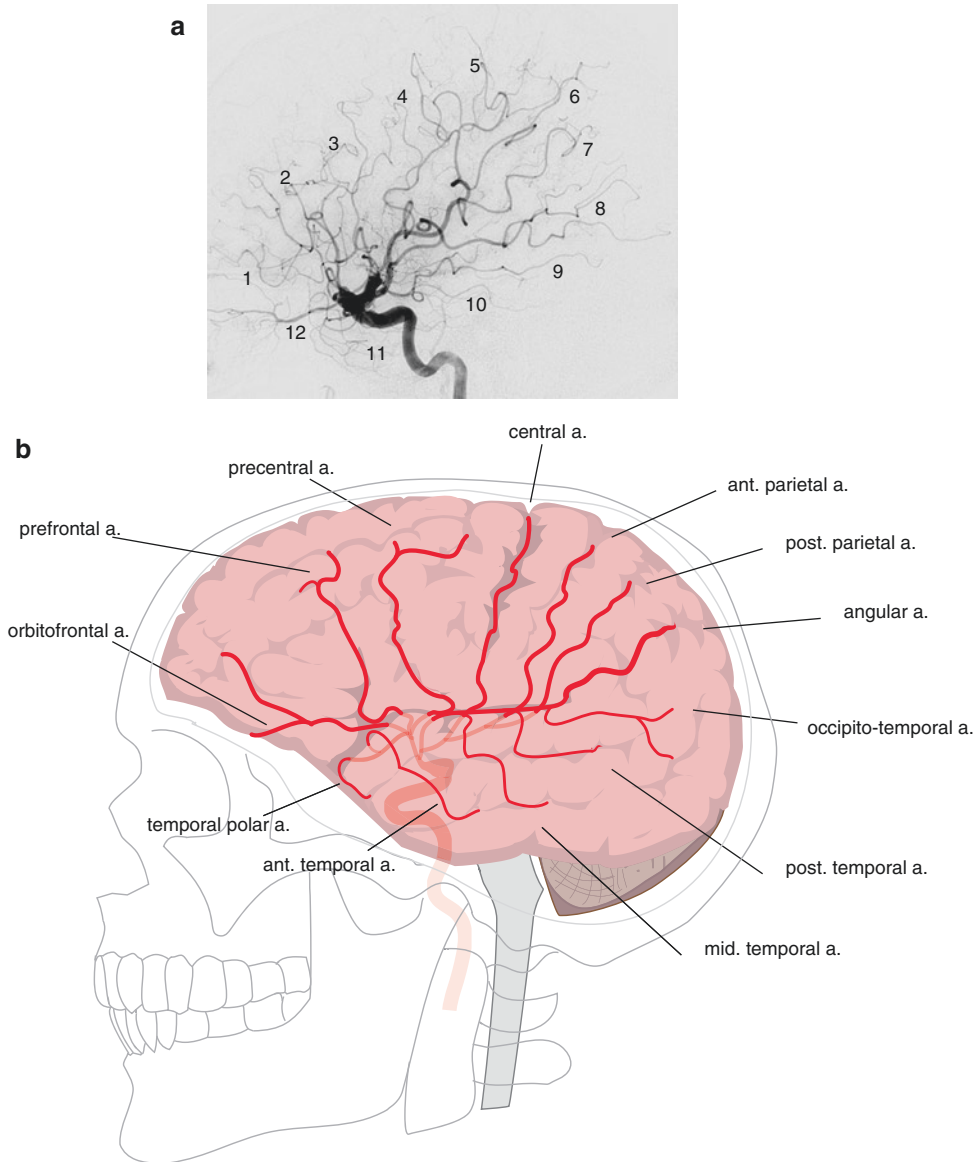 a
5
4
6
3
7
2
8
1
9
10
12
11
b
central a.
precentral a.
ant. parietal a.
prefrontal a.
post. parietal a.
angular a.
orbitofrontal a.
occipito-temporal a.
temporal polar a.
ant. temporal a.
post. temporal a.
mid. temporal a.